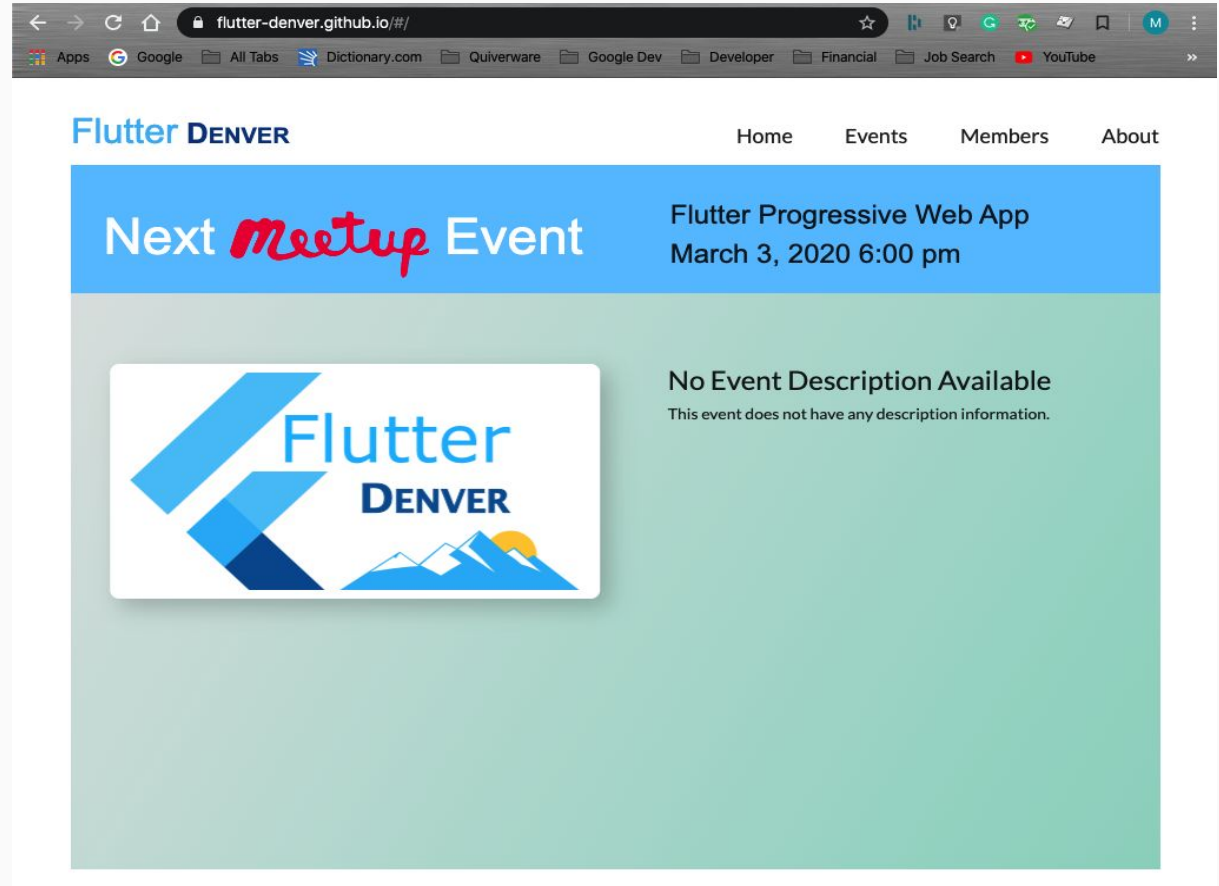 flutter-denver.github.io/#/
M
Apps Google All Tabs Dictionary.com Quiverware Google Dev Developer Financial Job Search YouTube »
Flutter DENVER
Home Events Members About
Next Meetup Event
Flutter Progressive Web App
March 3, 2020 6:00 pm
Flutter
DENVER
No Event Description Available
This event does not have any description information.